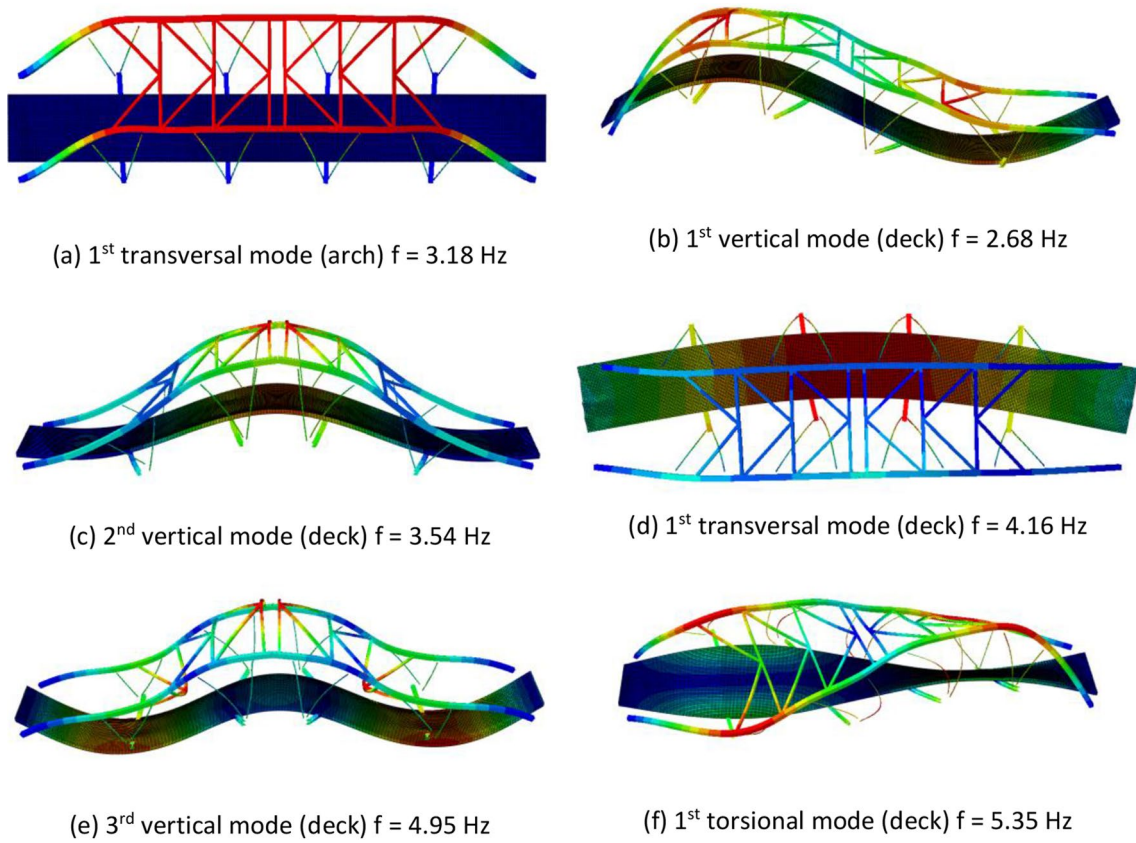 (a) 1st transversal mode (arch) f = 3.18 Hz
(b) 1st vertical mode (deck) f = 2.68 Hz
(c) 2nd vertical mode (deck) f = 3.54 Hz
(d) 1st transversal mode (deck) f = 4.16 Hz
(e) 3rd vertical mode (deck) f = 4.95 Hz
(f) 1st torsional mode (deck) f = 5.35 Hz